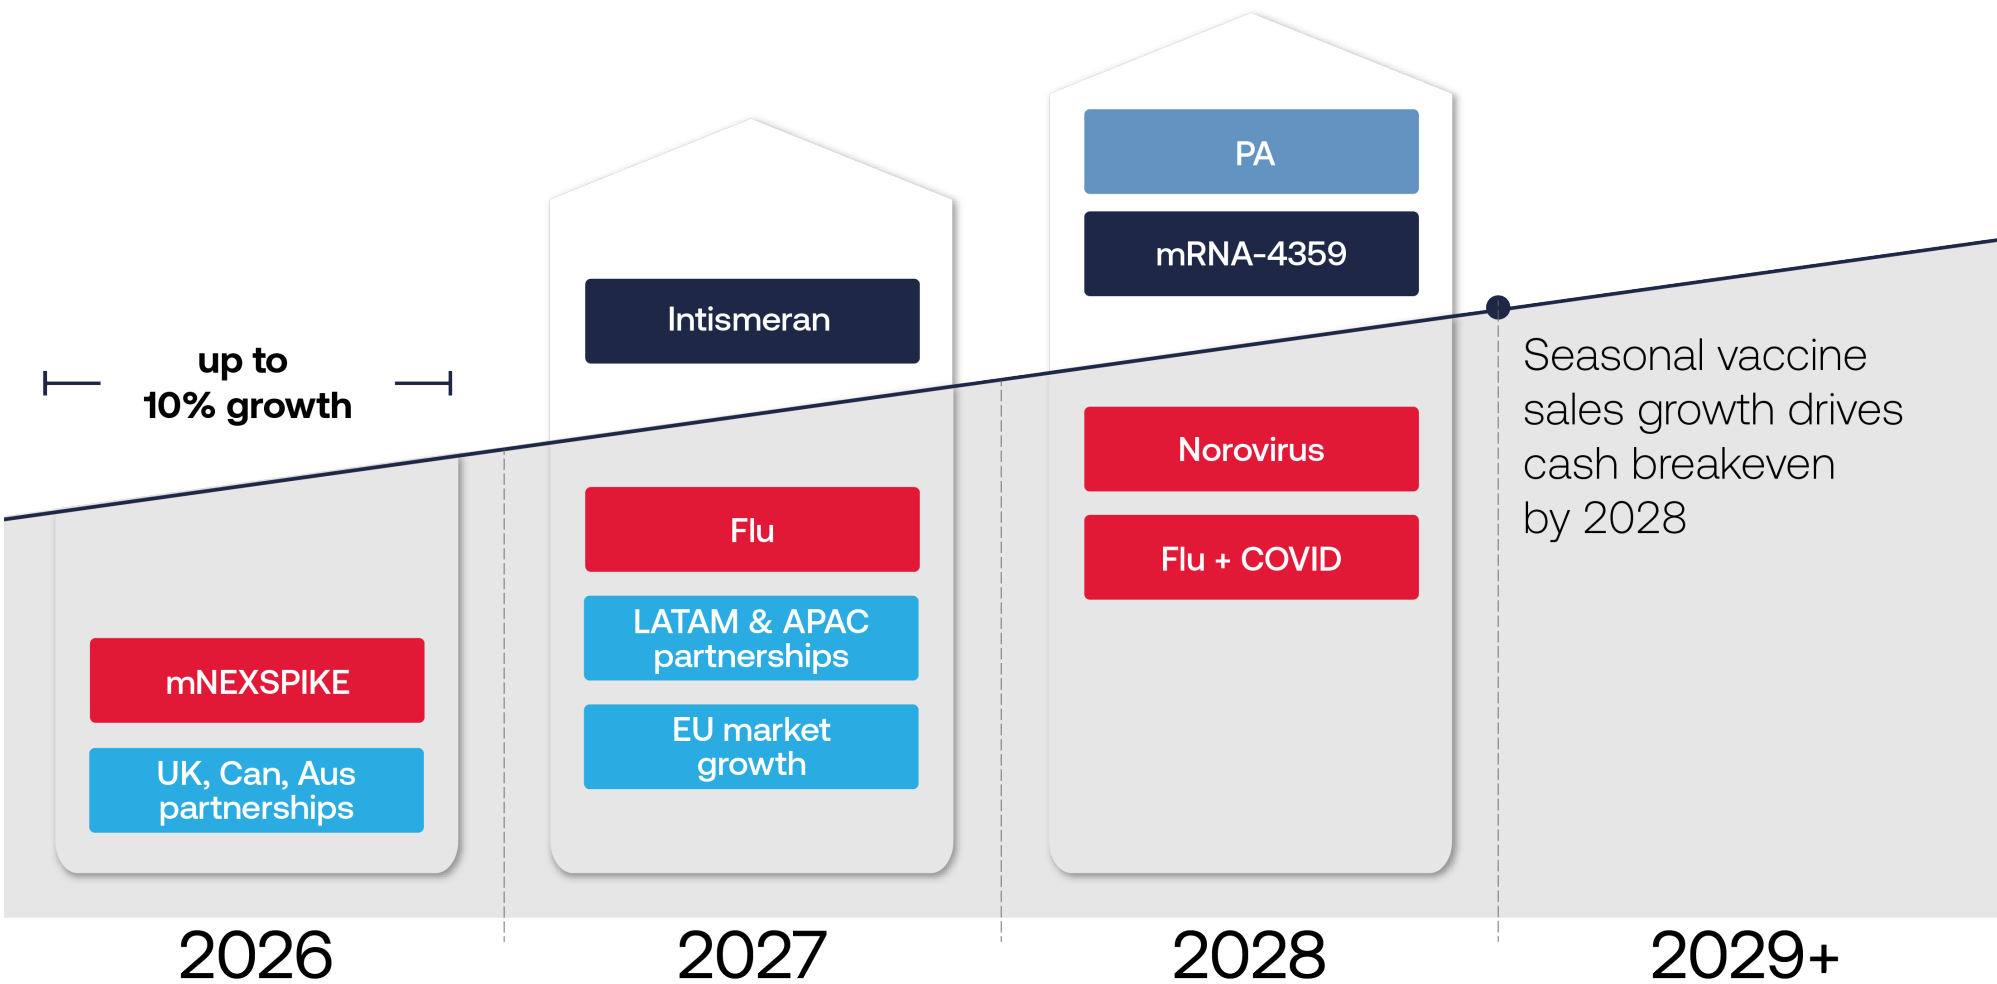 up to
10% growth
mNEXSPIKE
UK, Can, Aus
partnerships
Intismeran
Flu
LATAM & APAC
partnerships
EU market
growth
PA
mRNA-4359
Norovirus
Flu + COVID
Seasonal vaccine
sales growth drives
cash breakeven
by 2028
2026
2027
2028
2029+